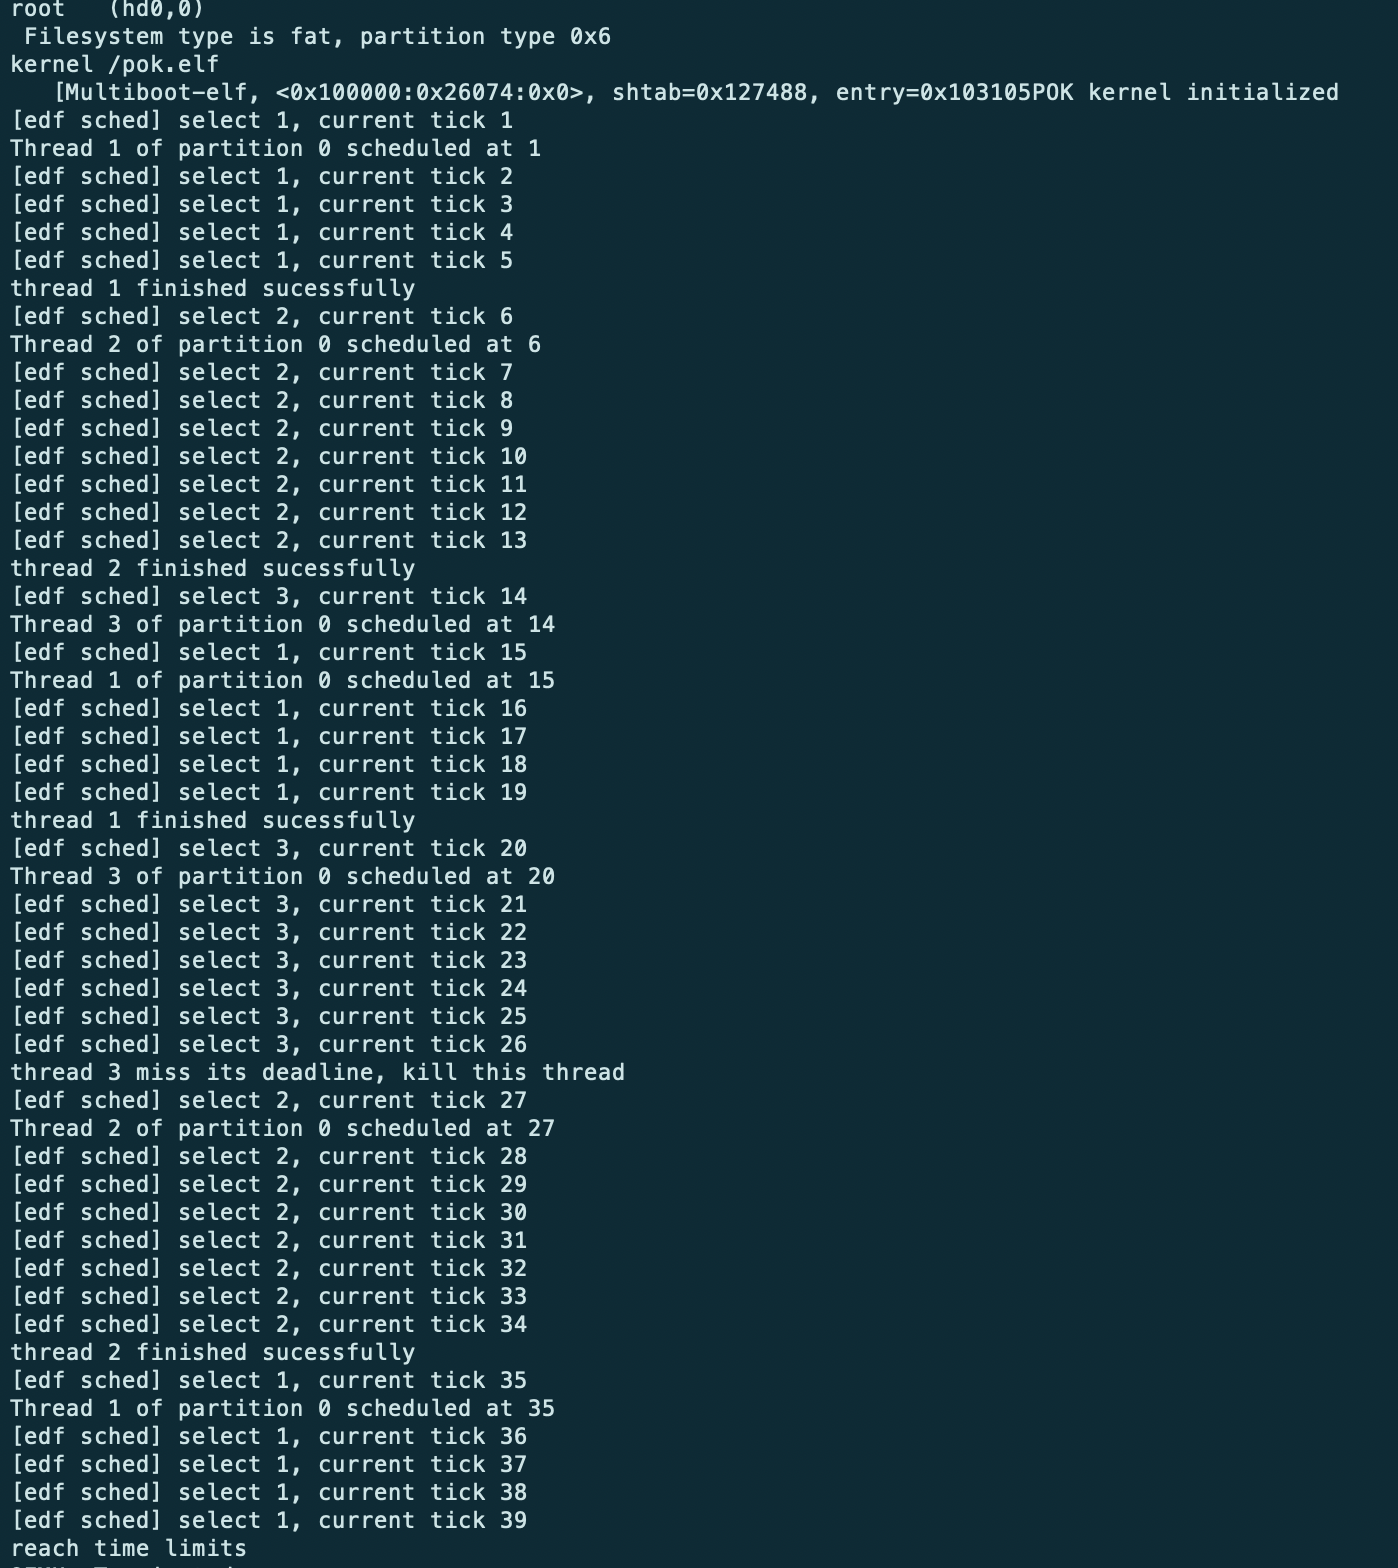 root   (hd0,0)
 Filesystem type is fat, partition type 0x6
kernel /pok.elf
   [Multiboot-elf, <0x100000:0x26074:0x0>, shtab=0x127488, entry=0x103105POK kernel initialized
[edf sched] select 1, current tick 1
Thread 1 of partition 0 scheduled at 1
[edf sched] select 1, current tick 2
[edf sched] select 1, current tick 3
[edf sched] select 1, current tick 4
[edf sched] select 1, current tick 5
thread 1 finished sucessfully
[edf sched] select 2, current tick 6
Thread 2 of partition 0 scheduled at 6
[edf sched] select 2, current tick 7
[edf sched] select 2, current tick 8
[edf sched] select 2, current tick 9
[edf sched] select 2, current tick 10
[edf sched] select 2, current tick 11
[edf sched] select 2, current tick 12
[edf sched] select 2, current tick 13
thread 2 finished sucessfully
[edf sched] select 3, current tick 14
Thread 3 of partition 0 scheduled at 14
[edf sched] select 1, current tick 15
Thread 1 of partition 0 scheduled at 15
[edf sched] select 1, current tick 16
[edf sched] select 1, current tick 17
[edf sched] select 1, current tick 18
[edf sched] select 1, current tick 19
thread 1 finished sucessfully
[edf sched] select 3, current tick 20
Thread 3 of partition 0 scheduled at 20
[edf sched] select 3, current tick 21
[edf sched] select 3, current tick 22
[edf sched] select 3, current tick 23
[edf sched] select 3, current tick 24
[edf sched] select 3, current tick 25
[edf sched] select 3, current tick 26
thread 3 miss its deadline, kill this thread
[edf sched] select 2, current tick 27
Thread 2 of partition 0 scheduled at 27
[edf sched] select 2, current tick 28
[edf sched] select 2, current tick 29
[edf sched] select 2, current tick 30
[edf sched] select 2, current tick 31
[edf sched] select 2, current tick 32
[edf sched] select 2, current tick 33
[edf sched] select 2, current tick 34
thread 2 finished sucessfully
[edf sched] select 1, current tick 35
Thread 1 of partition 0 scheduled at 35
[edf sched] select 1, current tick 36
[edf sched] select 1, current tick 37
[edf sched] select 1, current tick 38
[edf sched] select 1, current tick 39
reach time limits